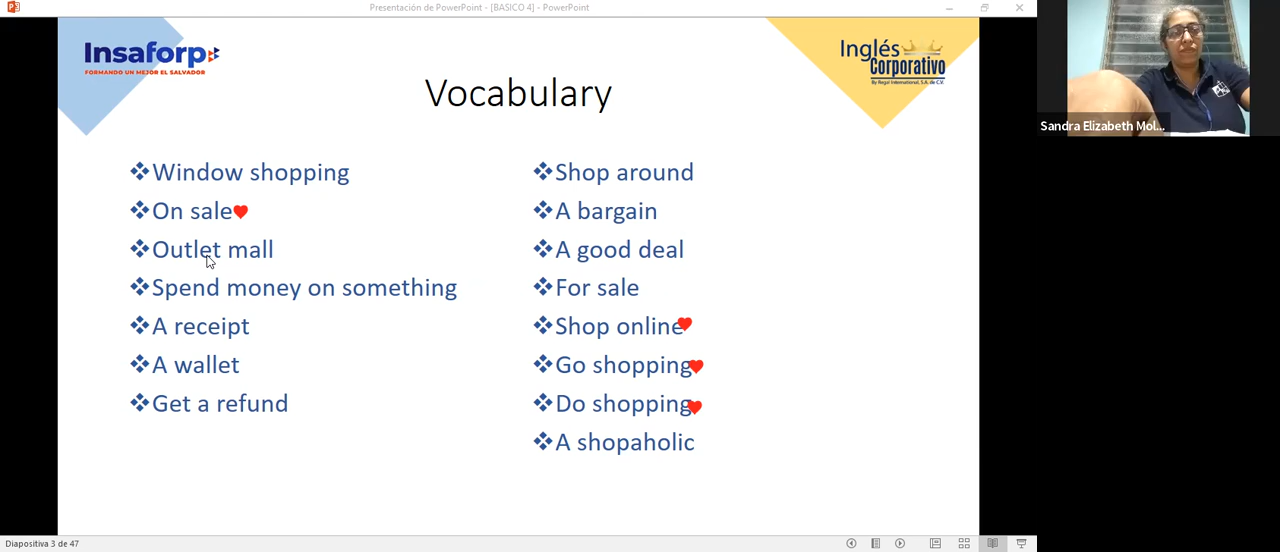 Presentación de PowerPoint - [BASICO 4] - PowerPoint
Insaforp
FORMANDO UN MEJOR EL SALVADOR
Inglés
Corporativo
By Regal International, S.A. de C.V.
Vocabulary
Window shopping
On sale
Outlet mall
Spend money on something
A receipt
A wallet
Get a refund
Shop around
A bargain
A good deal
For sale
Shop online
Go shopping
Do shopping
A shopaholic
Sandra Elizabeth Mol...
Diapositiva 3 de 47